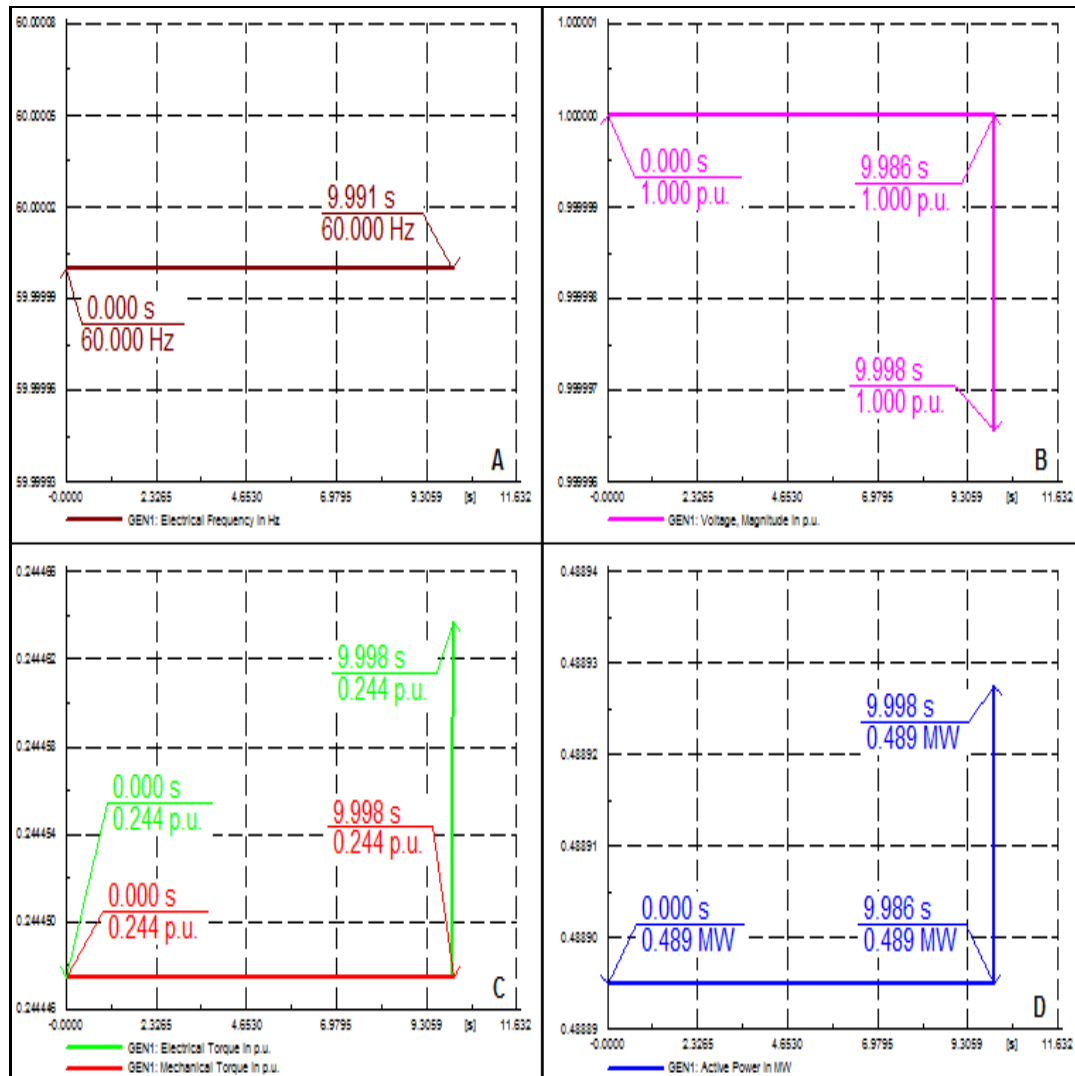 60.00008
60.00005
60.00002
59.99999
59.99996
59.99993
9.991 s
60.000 Hz
0.000 s
60.000 Hz
A
-0.0000 2.3265 4.6530 6.9795 9.3059 [s] 11.632
GEN1: Electrical Frequency in Hz
1.000001
1.000000
0.999999
0.999998
0.999997
0.999996
0.000 s
1.000 p.u.
9.986 s
1.000 p.u.
9.998 s
1.000 p.u.
B
-0.0000 2.3265 4.6530 6.9795 9.3059 [s] 11.632
GEN1: Voltage, Magnitude in p.u.
0.244466
0.244462
0.244458
0.244454
0.244450
0.244446
9.998 s
0.244 p.u.
0.000 s
0.244 p.u.
9.998 s
0.244 p.u.
0.000 s
0.244 p.u.
C
-0.0000 2.3265 4.6530 6.9795 9.3059 [s] 11.632
GEN1: Electrical Torque in p.u.
GEN1: Mechanical Torque in p.u.
0.48894
0.48893
0.48892
0.48891
0.48890
0.48889
9.998 s
0.489 MW
0.000 s
0.489 MW
9.986 s
0.489 MW
D
-0.0000 2.3265 4.6530 6.9795 9.3059 [s] 11.632
GEN1: Active Power in MW